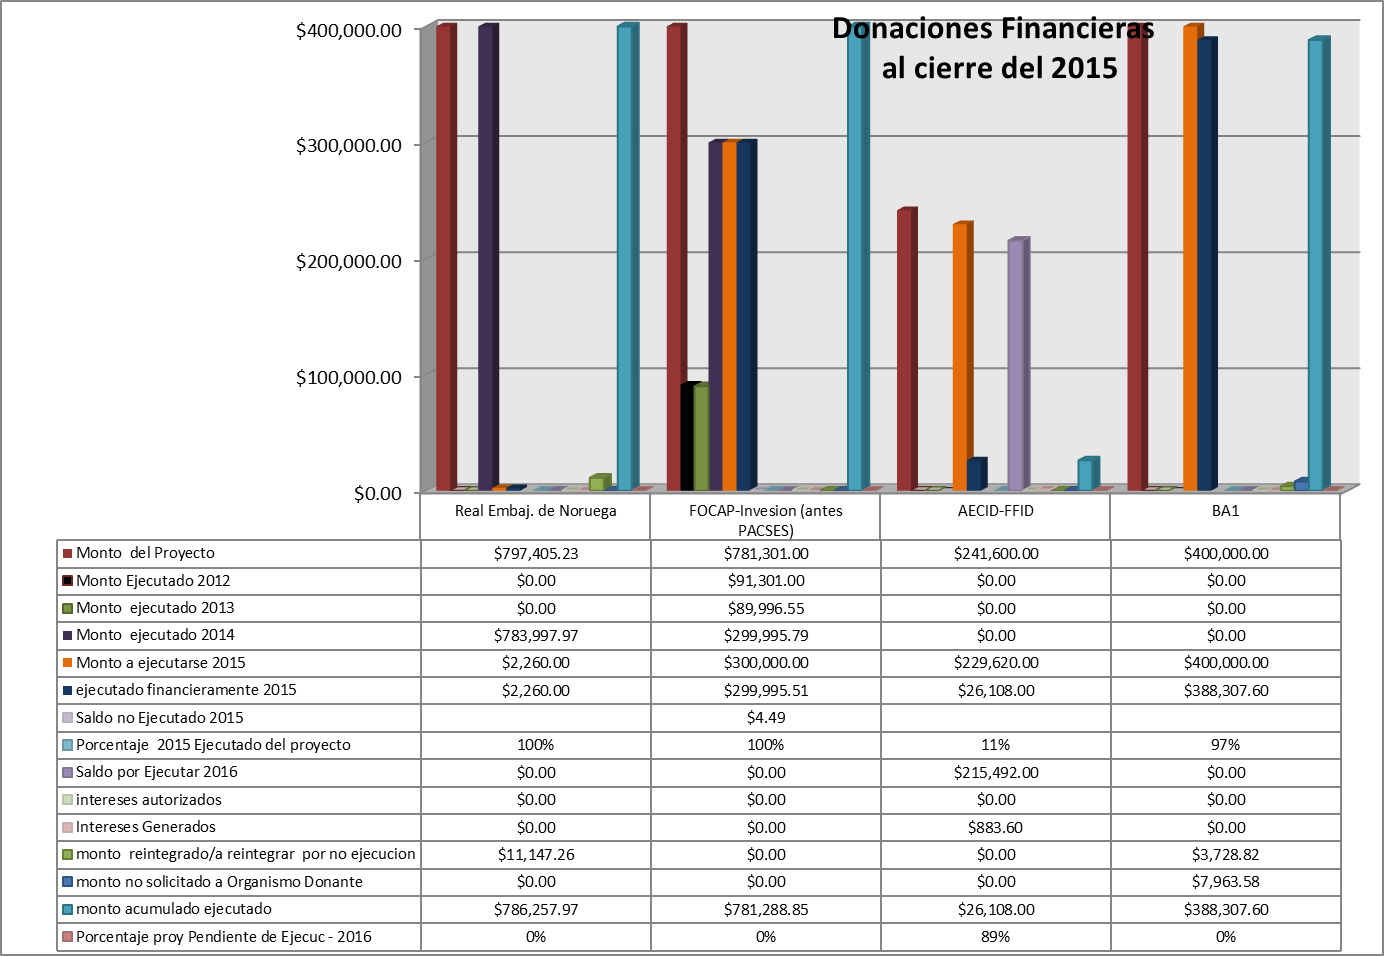 Donaciones Financieras
al cierre del 2015
$400,000.00
$300,000.00
$200,000.00
$100,000.00
$0.00
Real Embaj. de Noruega
FOCAP-Invesion (antes
PACSES)
AECID-FFID
BA1
Monto  del Proyecto $797,405.23 $781,301.00 $241,600.00 $400,000.00
Monto Ejecutado 2012 $0.00 $91,301.00 $0.00 $0.00
Monto  ejecutado 2013 $0.00 $89,996.55 $0.00 $0.00
Monto  ejecutado 2014 $783,997.97 $299,995.79 $0.00 $0.00
Monto a ejecutarse 2015 $2,260.00 $300,000.00 $229,620.00 $400,000.00
ejecutado financieramente 2015 $2,260.00 $299,995.51 $26,108.00 $388,307.60
Saldo no Ejecutado 2015 $4.49
Porcentaje  2015 Ejecutado del proyecto 100% 100% 11% 97%
Saldo por Ejecutar 2016 $0.00 $0.00 $215,492.00 $0.00
intereses autorizados $0.00 $0.00 $0.00 $0.00
Intereses Generados $0.00 $0.00 $883.60 $0.00
monto  reintegrado/a reintegrar  por no ejecucion $11,147.26 $0.00 $0.00 $3,728.82
monto no solicitado a Organismo Donante $0.00 $0.00 $0.00 $7,963.58
monto acumulado ejecutado $786,257.97 $781,288.85 $26,108.00 $388,307.60
Porcentaje proy Pendiente de Ejecuc - 2016 0% 0% 89% 0%